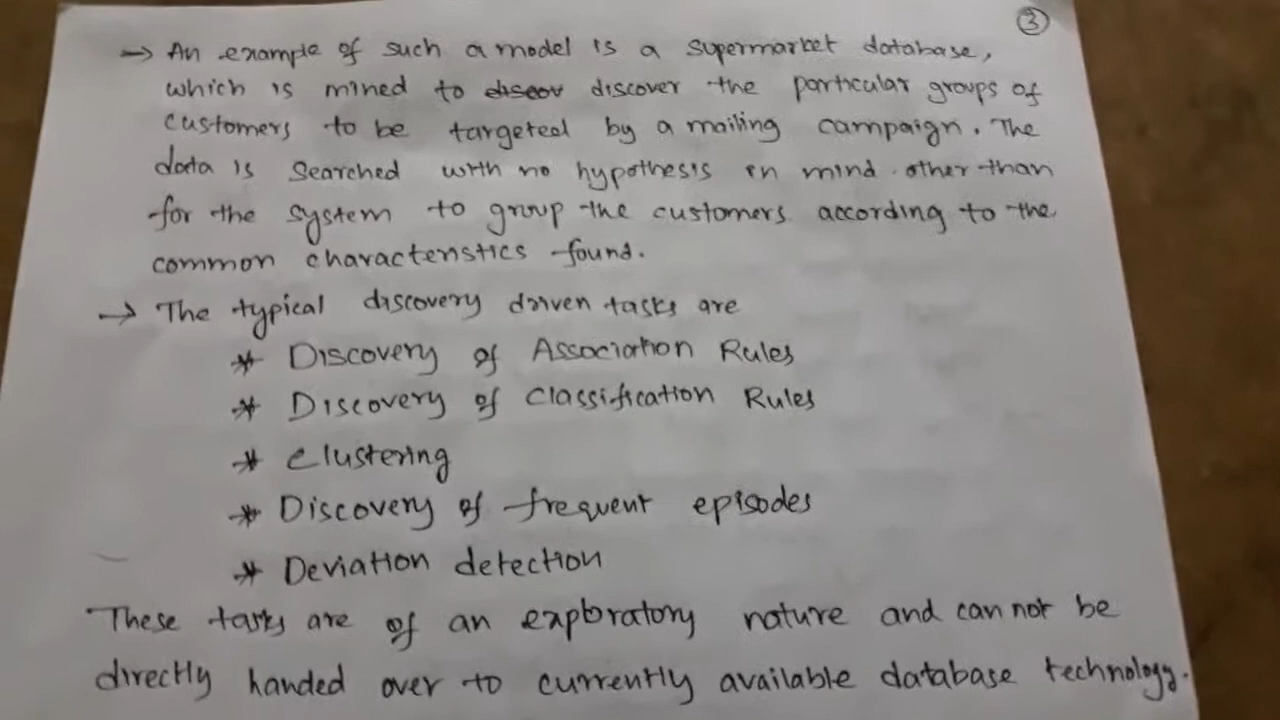 ③
→ An example of such a model is a supermarket database,
which is mined to discov discover the particular groups of
customers to be targeted by a mailing campaign. The
data is searched with no hypothesis in mind other than
for the system to group the customers according to the
common characteristics found.
→ The typical discovery driven tasks are
* Discovery of Association Rules
* Discovery of Classification Rules
* Clustering
* Discovery of frequent episodes
* Deviation detection
These tasks are of an exploratory nature and can not be
directly handed over to currently available database technology.